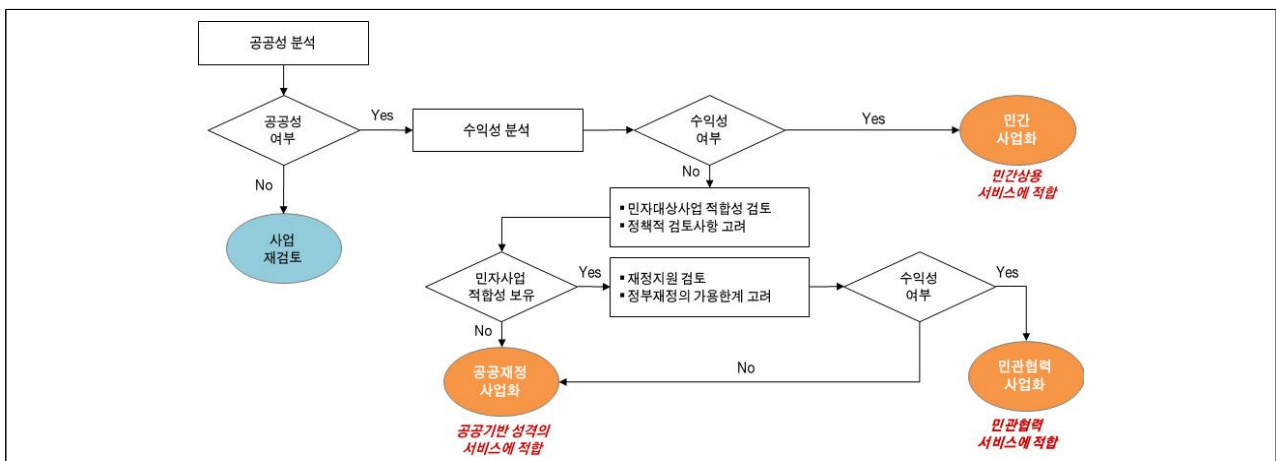 공공성 분석
공공성
여부
Yes
수익성 분석
수익성
여부
Yes
민간
사업화
민간상용
서비스에 적합
No
No
사업
재검토
▪ 민자대상사업 적합성 검토
▪ 정책적 검토사항 고려
민자사업
적합성 보유
Yes
▪ 재정지원 검토
▪ 정부재정의 가용한계 고려
수익성
여부
Yes
No
No
공공재정
사업화
공공기반 성격의
서비스에 적합
민관협력
사업화
민관협력
서비스에 적합